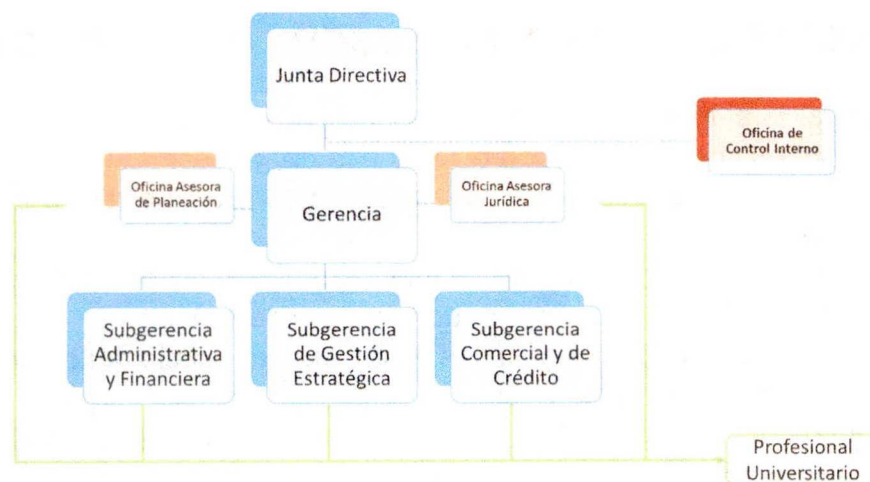 Junta Directiva
Oficina de
Control Interno
Oficina Asesora
de Planeación
Gerencia
Oficina Asesora
Jurídica
Subgerencia
Administrativa
y Financiera
Subgerencia
de Gestión
Estratégica
Subgerencia
Comercial y de
Crédito
Profesional
Universitario